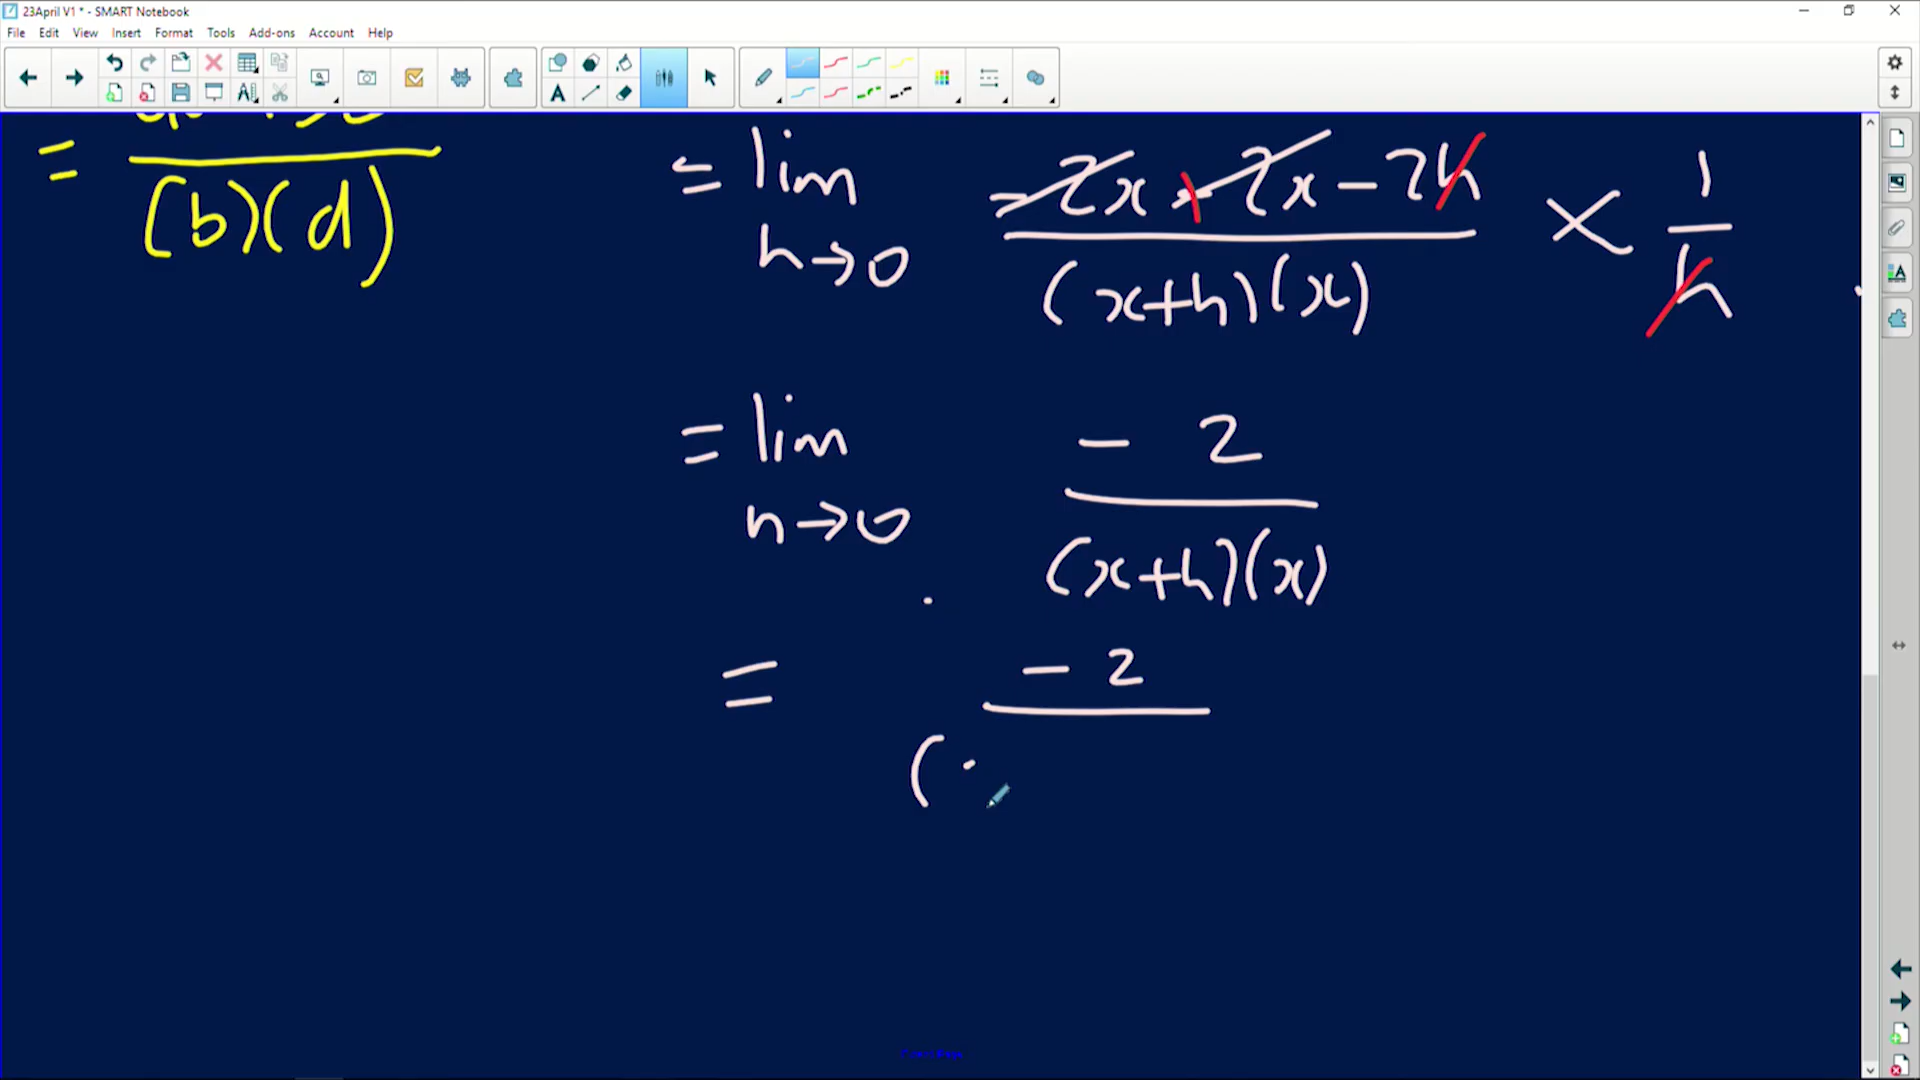 23April V1 * - SMART Notebook
File Edit View Insert Format Tools Add-ons Account Help
= (b)(d)
= lim h→0 -2x - 2x - 2h / (x+h)(x) × 1/h
= lim h→0 - 2 / (x+h)(x)
= - 2 / (